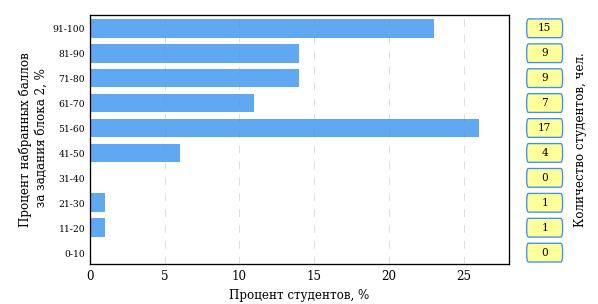 Процент набранных баллов
за задания блока 2, %
91-100 15
81-90 9
71-80 9
61-70 7
51-60 17
41-50 4
31-40 0
21-30 1
11-20 1
0-10 0
0 5 10 15 20 25
Процент студентов, %
Количество студентов, чел.